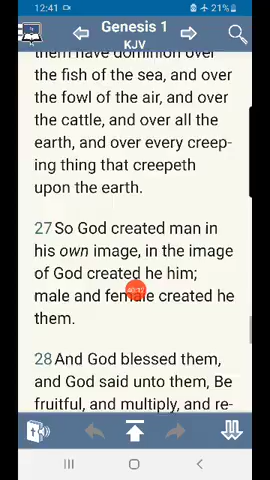 12:41 21%
Genesis 1
KJV
them have dominion over
the fish of the sea, and over
the fowl of the air, and over
the cattle, and over all the
earth, and over every creep-
ing thing that creepeth
upon the earth.
27 So God created man in
his own image, in the image
of God created he him;
male and female created he
them.
28 And God blessed them,
and God said unto them, Be
fruitful, and multiply, and re-